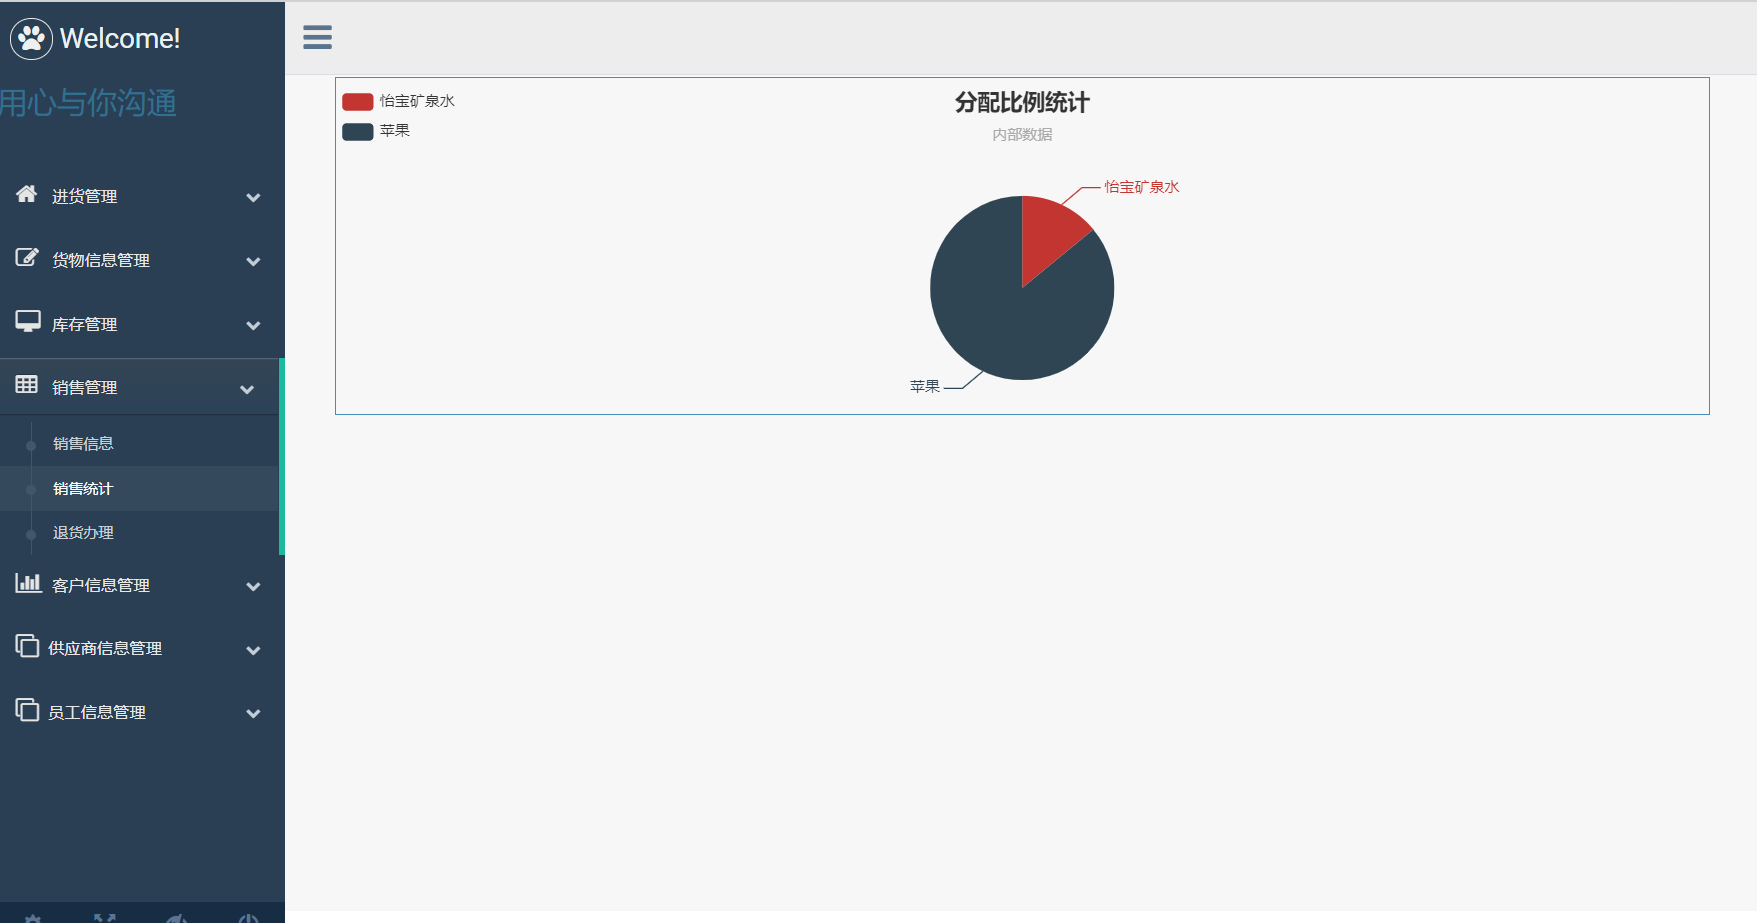 Welcome!
用心与你沟通
进货管理
货物信息管理
库存管理
销售管理
销售信息
销售统计
退货办理
客户信息管理
供应商信息管理
员工信息管理
怡宝矿泉水
苹果
分配比例统计
内部数据
怡宝矿泉水
苹果